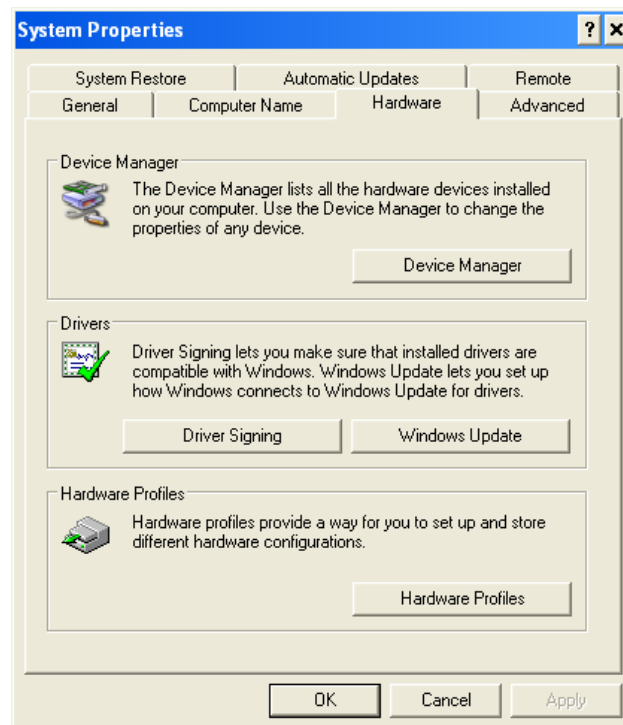 System Properties
? ×
System Restore Automatic Updates Remote
General Computer Name Hardware Advanced
Device Manager
The Device Manager lists all the hardware devices installed
on your computer. Use the Device Manager to change the
properties of any device.
Device Manager
Drivers
Driver Signing lets you make sure that installed drivers are
compatible with Windows. Windows Update lets you set up
how Windows connects to Windows Update for drivers.
Driver Signing Windows Update
Hardware Profiles
Hardware profiles provide a way for you to set up and store
different hardware configurations.
Hardware Profiles
OK Cancel Apply